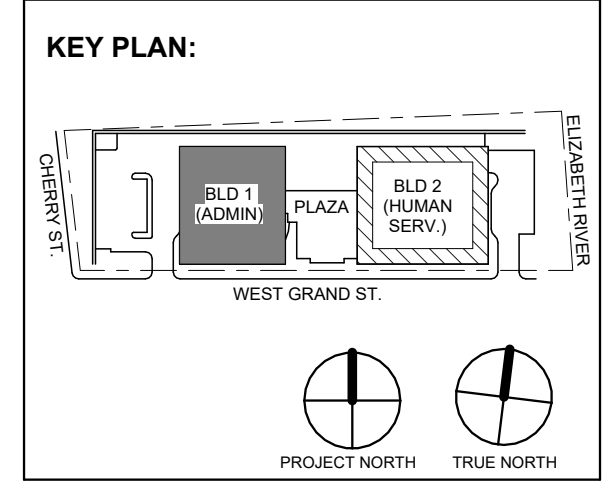 KEY PLAN:
CHERRY ST.
BLD 1
(ADMIN)
PLAZA
BLD 2
(HUMAN
SERV.)
ELIZABETH RIVER
WEST GRAND ST.
PROJECT NORTH
TRUE NORTH